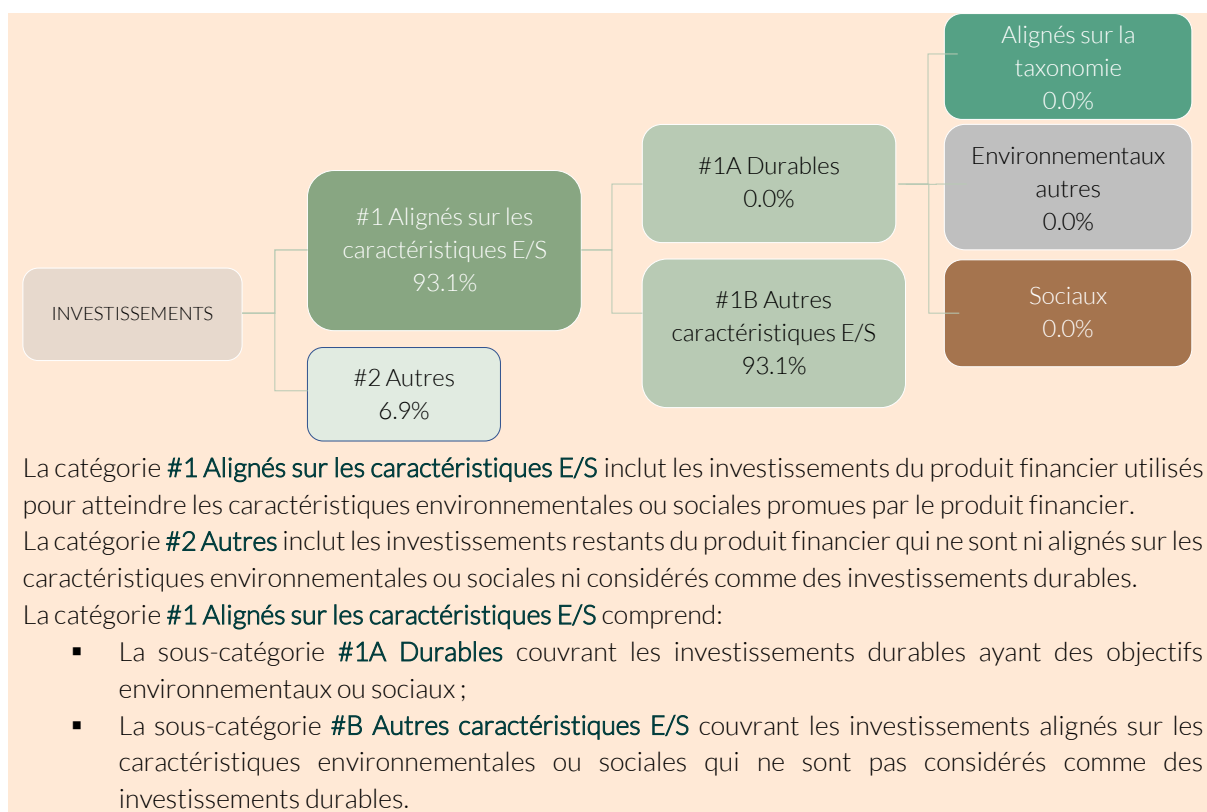 Alignés sur la
taxonomie
0.0%
Environnementaux
autres
0.0%
#1A Durables
0.0%
#1 Alignés sur les
caractéristiques E/S
93.1%
Sociaux
0.0%
#1B Autres
caractéristiques E/S
93.1%
INVESTISSEMENTS
#2 Autres
6.9%
La catégorie #1 Alignés sur les caractéristiques E/S inclut les investissements du produit financier utilisés
pour atteindre les caractéristiques environnementales ou sociales promues par le produit financier.
La catégorie #2 Autres inclut les investissements restants du produit financier qui ne sont ni alignés sur les
caractéristiques environnementales ou sociales ni considérés comme des investissements durables.
La catégorie #1 Alignés sur les caractéristiques E/S comprend:
▪ La sous-catégorie #1A Durables couvrant les investissements durables ayant des objectifs
environnementaux ou sociaux ;
▪ La sous-catégorie #B Autres caractéristiques E/S couvrant les investissements alignés sur les
caractéristiques environnementales ou sociales qui ne sont pas considérés comme des
investissements durables.